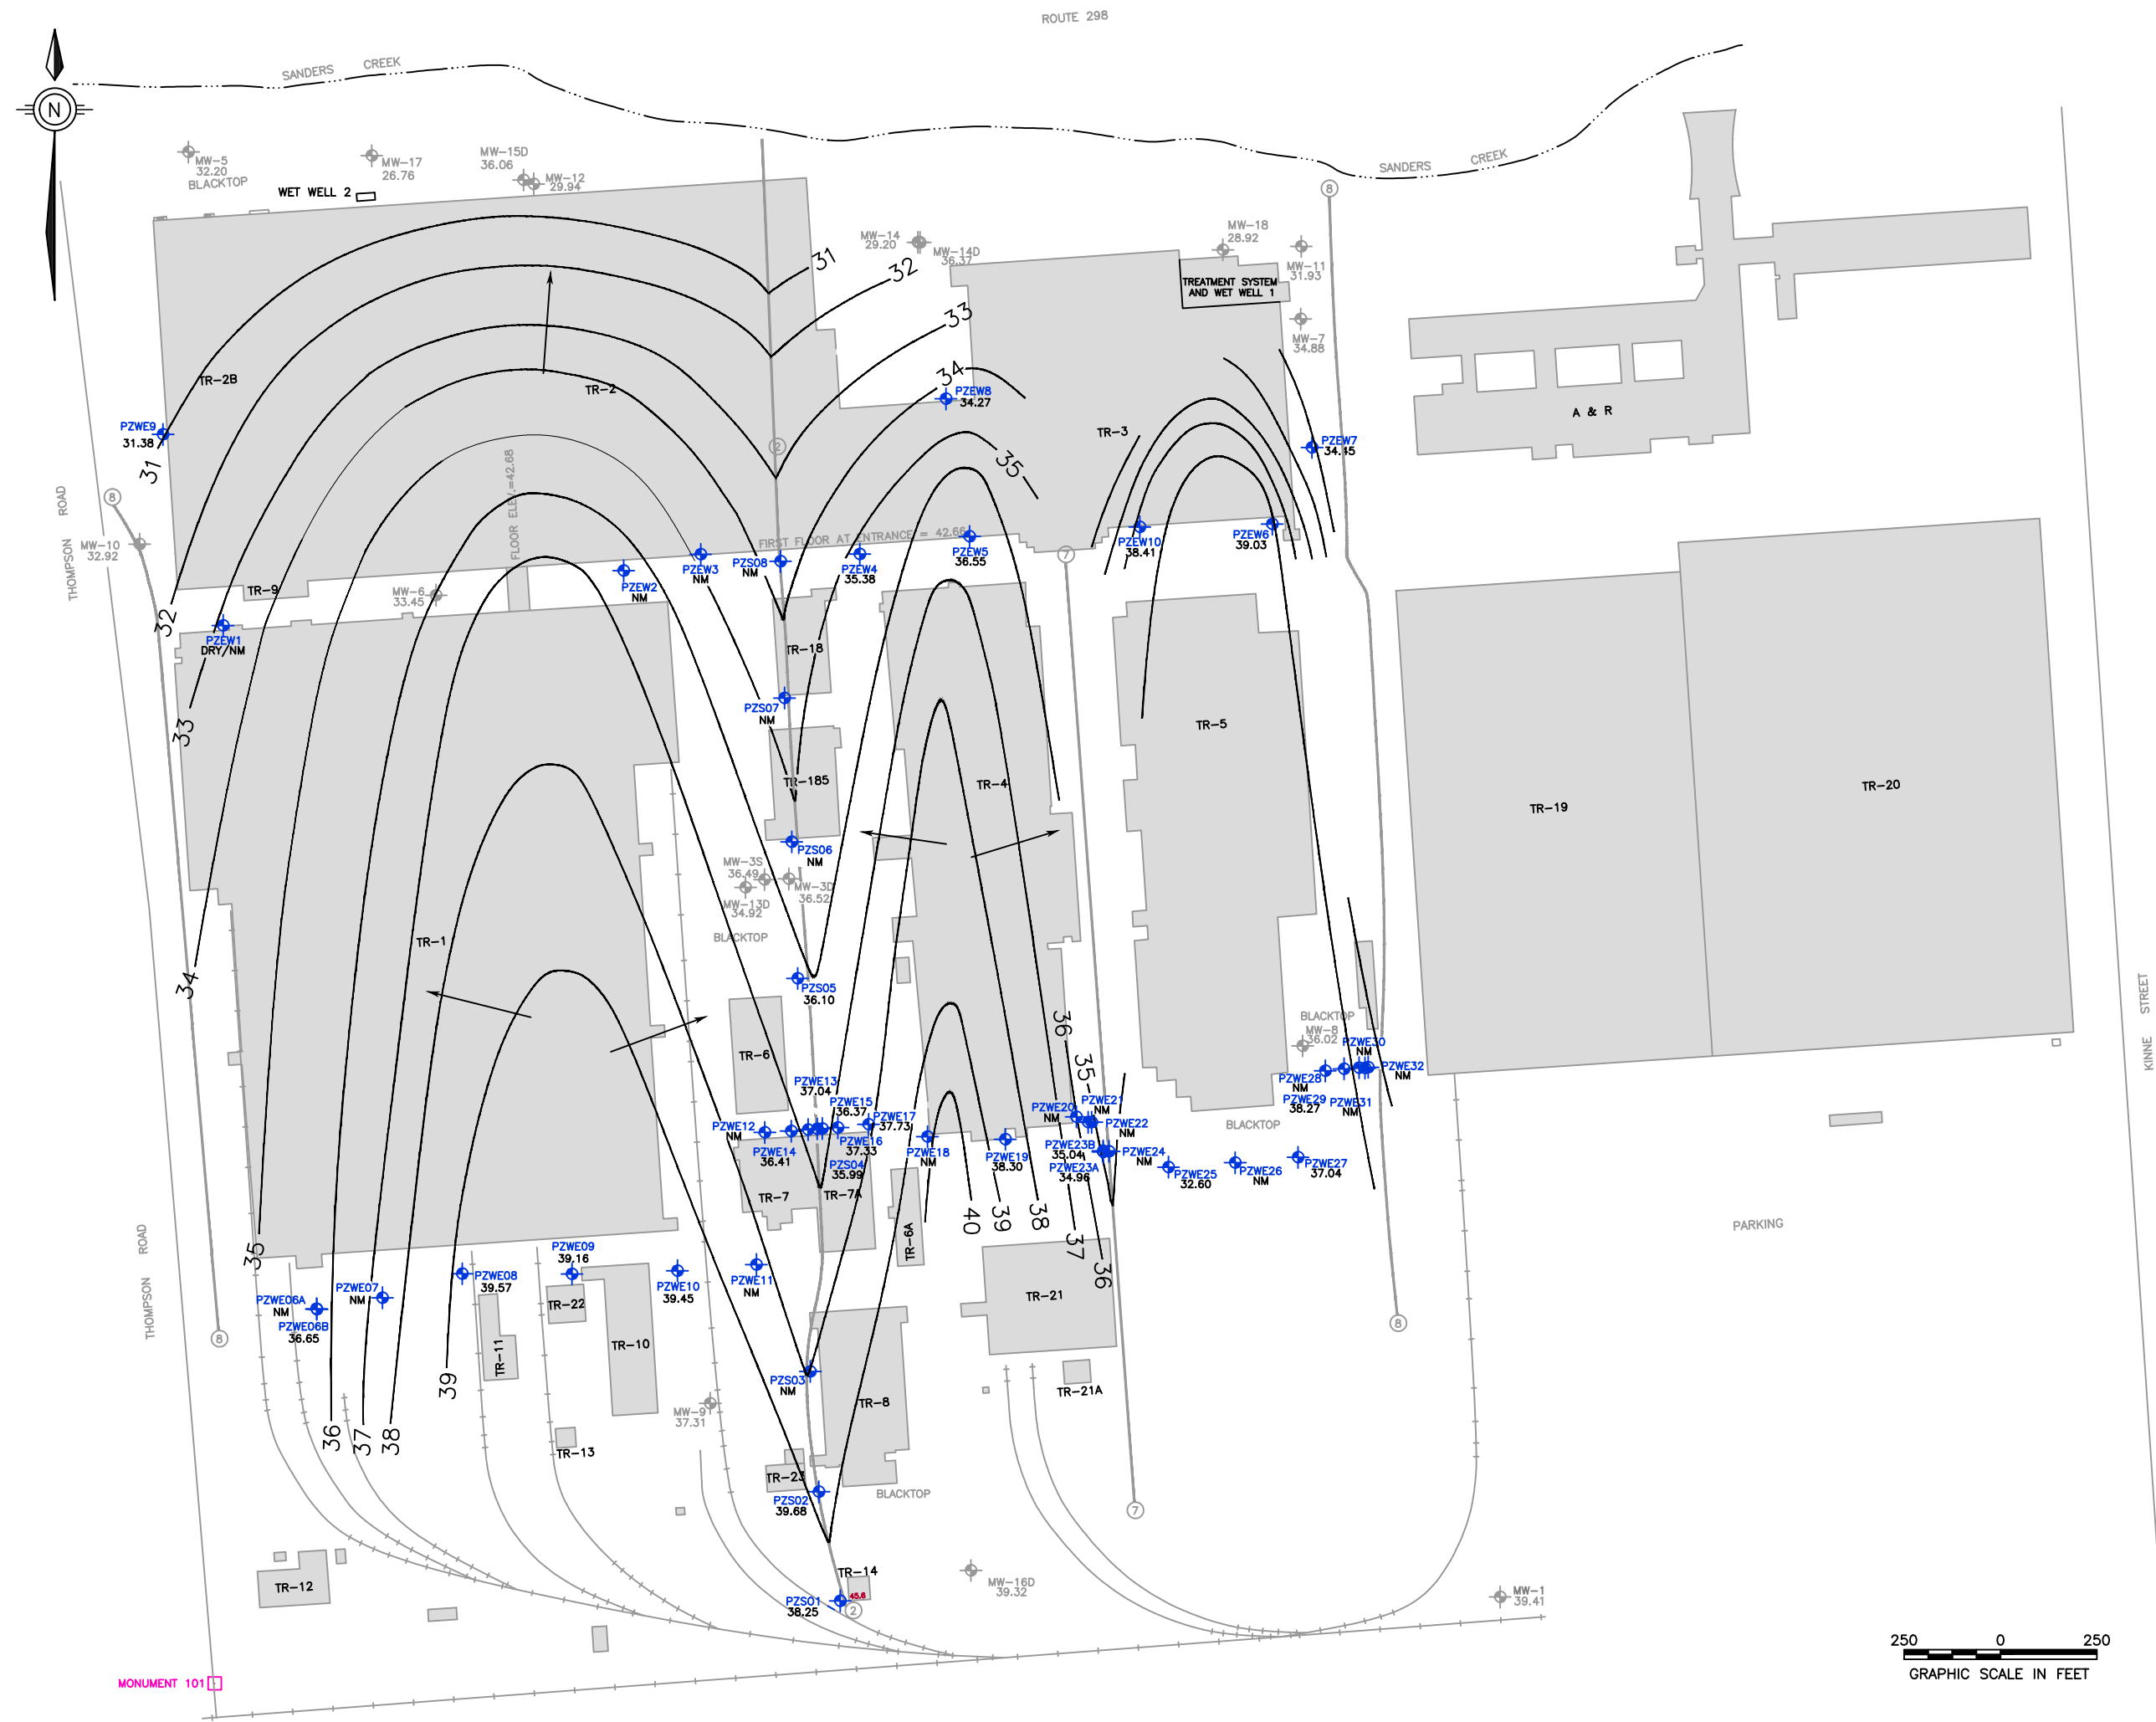 ROUTE 298
SANDERS CREEK
N
MW-5
32.20
BLACKTOP
MW-17
26.76
MW-15D
36.06
MW-12
29.94
WET WELL 2
SANDERS CREEK
MW-14
29.20
MW-14D
36.37
MW-18
28.92
MW-11
31.93
8
TREATMENT SYSTEM
AND WET WELL 1
MW-7
34.88
31
32
33
34
35
TR-2B
TR-2
TR-3
A & R
PZWE9
31.38
31
PZEW8
34.27
PZEW7
34.45
2
8
THOMPSON ROAD
MW-10
32.92
FLOOR ELEV.=42.68
FIRST FLOOR AT ENTRANCE = 42.66
PZEW10
38.41
PZEW6
39.03
7
PZEW5
36.55
PZEW4
35.38
PZS08
NM
PZEW3
NM
PZEW2
NM
TR-9
MW-6
33.45
32
PZEW1
DRY/NM
33
TR-18
PZS07
NM
TR-5
TR-185
TR-4
TR-19
TR-20
PZS06
NM
MW-3S
36.49
MW-3D
36.52
MW-13D
34.92
BLACKTOP
TR-1
34
PZS05
36.10
TR-6
36
35
BLACKTOP
MW-8
36.02
PZWE30
NM
PZWE28
NM
PZWE32
NM
PZWE29
38.27
PZWE31
NM
BLACKTOP
KINNE STREET
PZWE13
37.04
PZWE15
36.37
PZWE17
37.73
PZWE12
NM
PZWE14
36.41
PZWE16
37.33
PZS04
35.99
PZWE18
NM
PZWE19
38.30
PZWE20
NM
PZWE21
NM
PZWE22
NM
PZWE23B
35.04
PZWE23A
34.96
PZWE24
NM
PZWE25
32.60
PZWE26
NM
PZWE27
37.04
TR-7
TR-7A
TR-6A
40
39
38
37
36
PARKING
THOMPSON ROAD
35
PZWE06A
NM
PZWE06B
36.65
PZWE07
NM
PZWE08
39.57
PZWE09
39.16
PZWE10
39.45
PZWE11
NM
TR-22
TR-11
TR-10
TR-21
TR-21A
8
8
36
37
38
39
PZS03
NM
MW-9
37.31
TR-8
TR-13
TR-23
PZS02
39.68
BLACKTOP
7
TR-12
TR-14
45.6
PZS01
38.25
2
MW-16D
39.32
MW-1
39.41
MONUMENT 101
250 0 250
GRAPHIC SCALE IN FEET